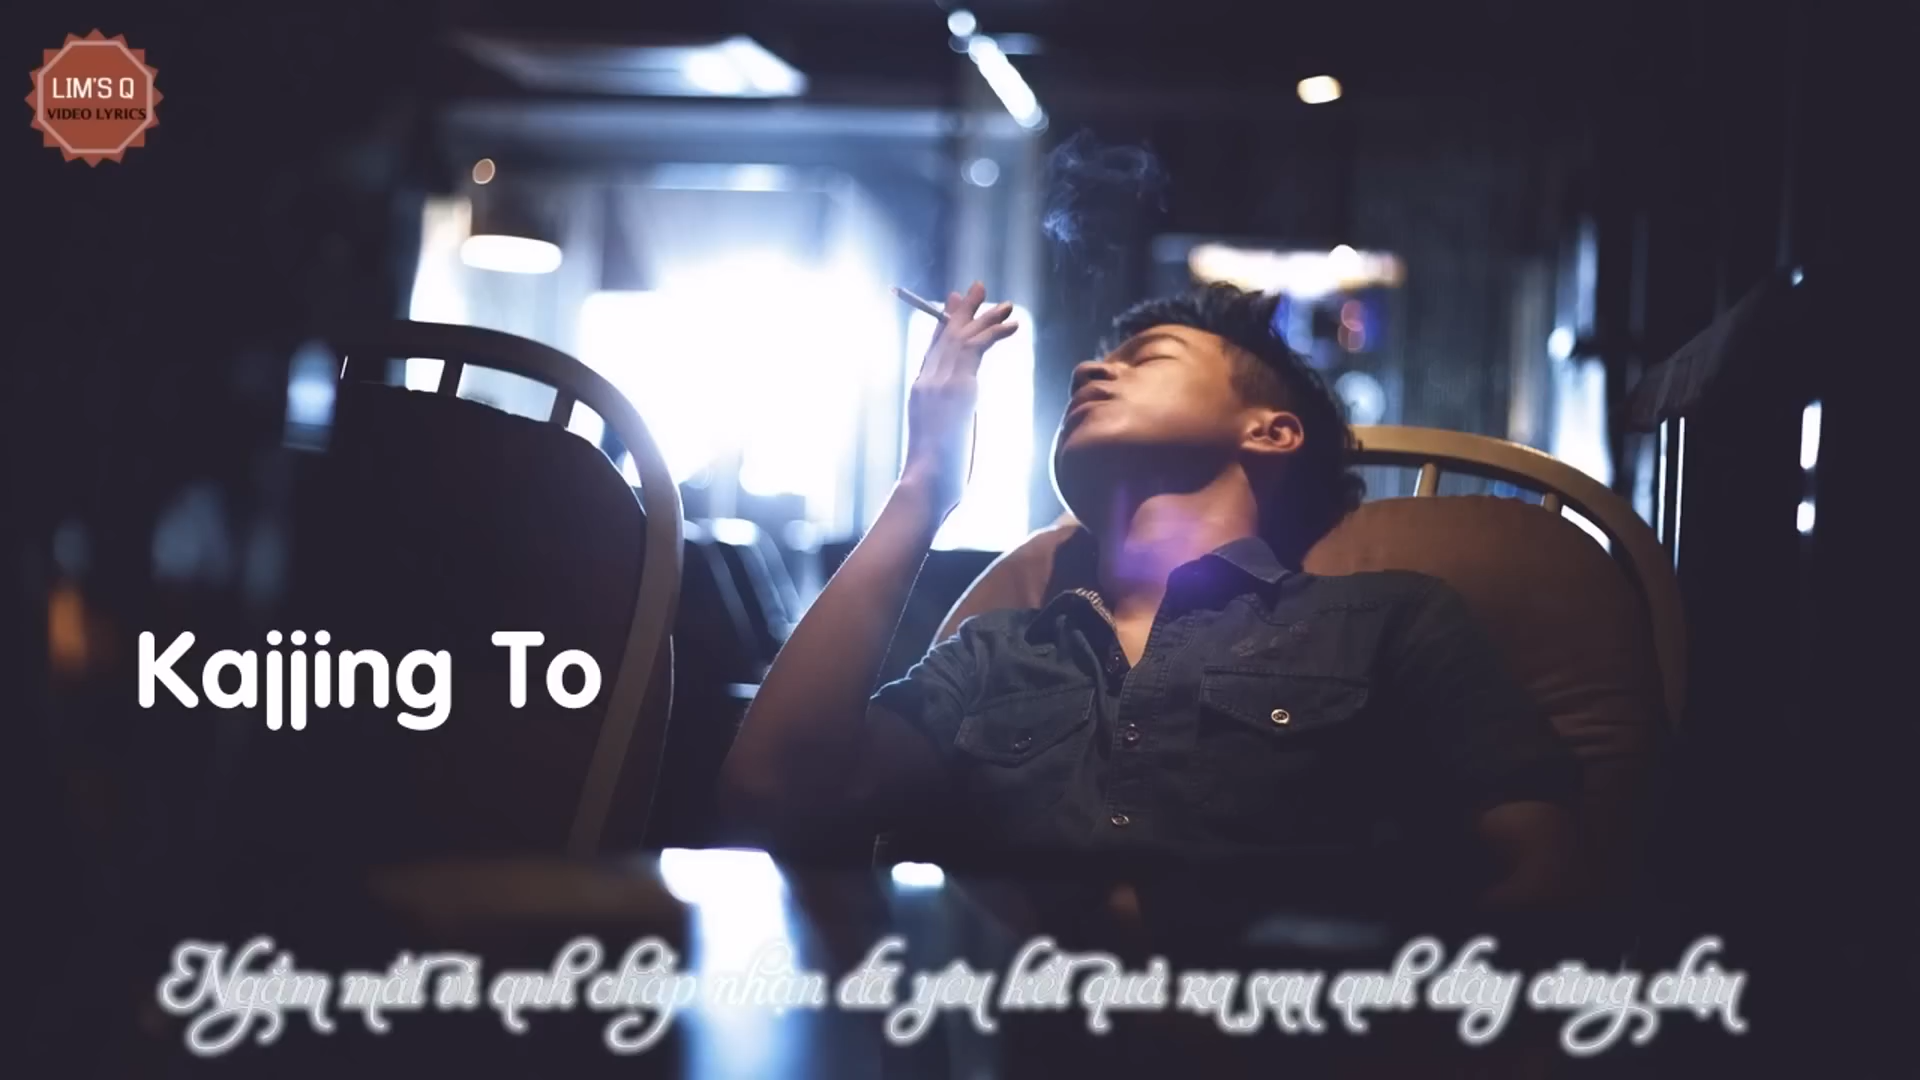 LIM'S Q
VIDEO LYRICS
Kajjing To
Ngắm mắt vì anh chấp nhận đã yêu kết quả ra sau anh đây cũng chịu